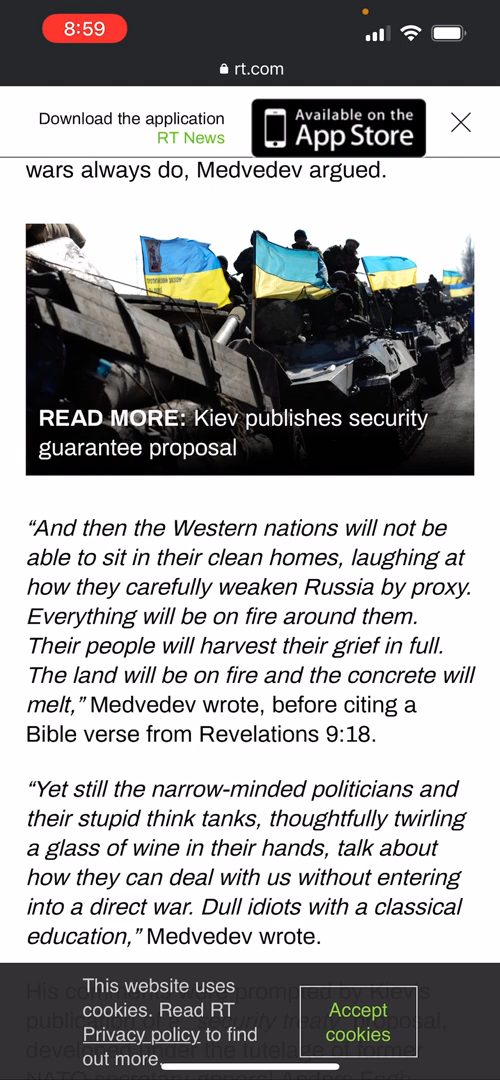 8:59
rt.com
Download the application
RT News
Available on the
App Store
wars always do, Medvedev argued.
READ MORE: Kiev publishes security
guarantee proposal
“And then the Western nations will not be
able to sit in their clean homes, laughing at
how they carefully weaken Russia by proxy.
Everything will be on fire around them.
Their people will harvest their grief in full.
The land will be on fire and the concrete will
melt,” Medvedev wrote, before citing a
Bible verse from Revelations 9:18.
“Yet still the narrow-minded politicians and
their stupid think tanks, thoughtfully twirling
a glass of wine in their hands, talk about
how they can deal with us without entering
into a direct war. Dull idiots with a classical
education,” Medvedev wrote.
This website uses
cookies. Read RT
Privacy policy to find
out more.
Accept
cookies